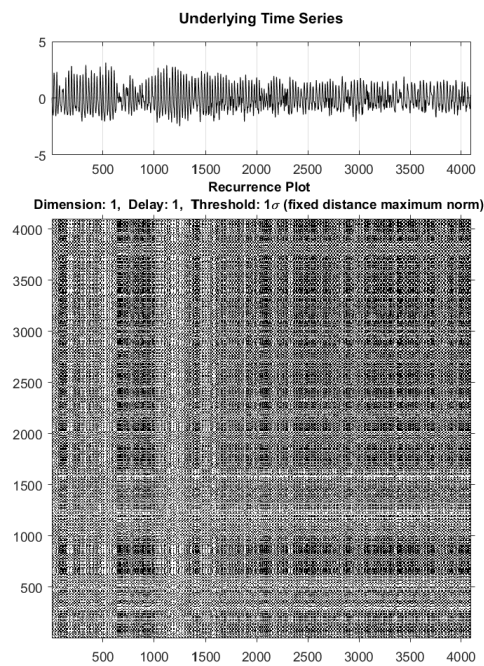 Underlying Time Series
5
0
-5
500 1000 1500 2000 2500 3000 3500 4000
Recurrence Plot
Dimension: 1, Delay: 1, Threshold: 1σ (fixed distance maximum norm)
4000
3500
3000
2500
2000
1500
1000
500
500 1000 1500 2000 2500 3000 3500 4000